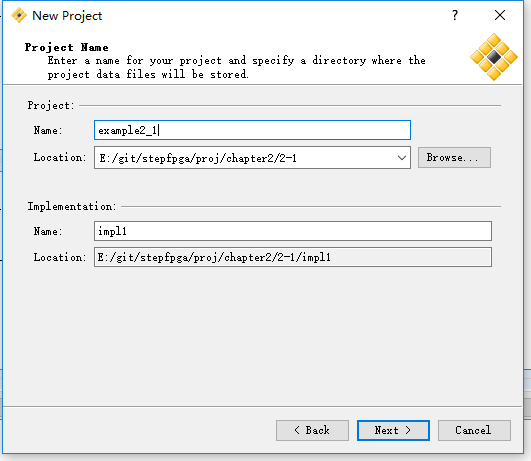 New Project
?
Project Name
Enter a name for your project and specify a directory where the
project data files will be stored.
Project:
Name: example2_1
Location: E:/git/stepfpga/proj/chapter2/2-1 Browse...
Implementation:
Name: impl1
Location: E:/git/stepfpga/proj/chapter2/2-1/impl1
< Back Next > Cancel